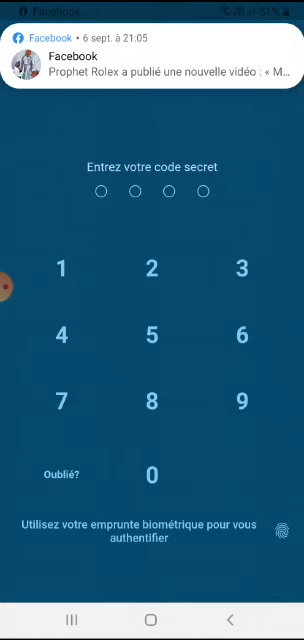 Facebook
51%
Facebook • 6 sept. à 21:05
Facebook
Prophet Rolex a publié une nouvelle vidéo : « M...
Entrez votre code secret
1 2 3
4 5 6
7 8 9
Oublié? 0
Utilisez votre emprunte biométrique pour vous
authentifier